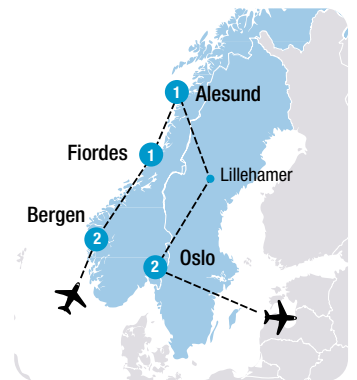 1 Alesund
Fiordes 1
Lillehamer
Bergen
2
2 Oslo